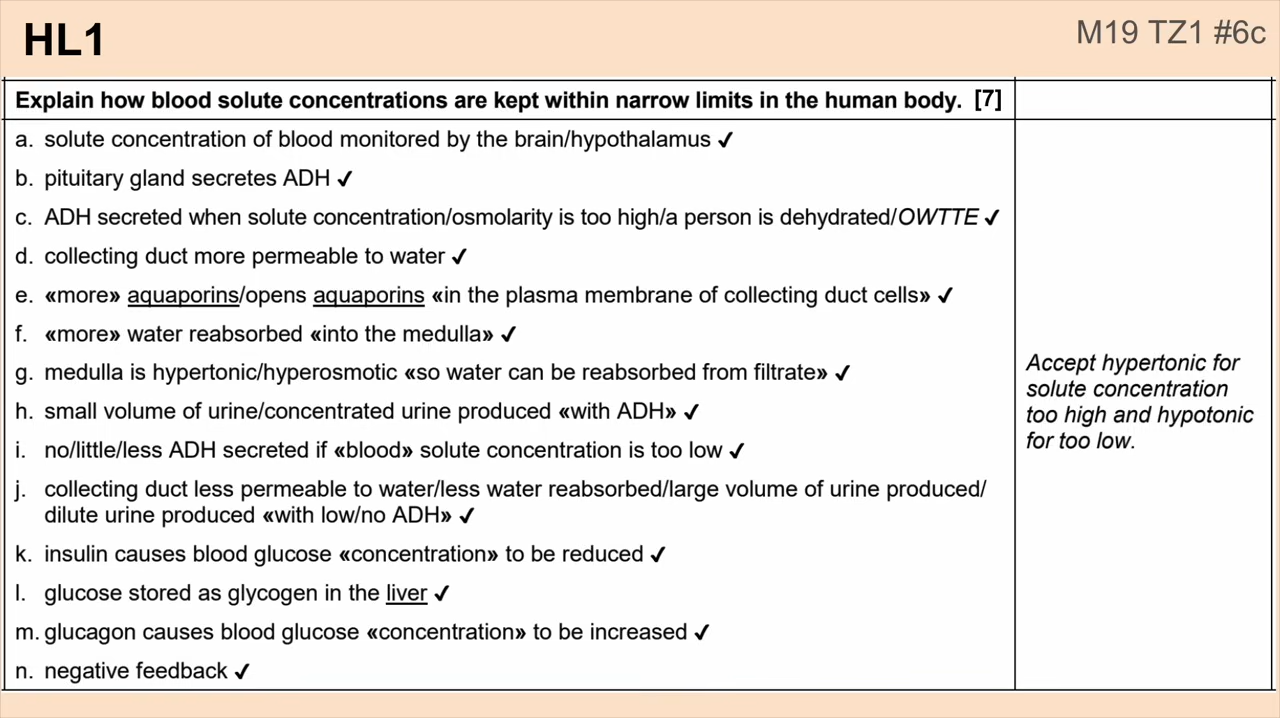 HL1
M19 TZ1 #6c
Explain how blood solute concentrations are kept within narrow limits in the human body. [7]
a. solute concentration of blood monitored by the brain/hypothalamus ✓
b. pituitary gland secretes ADH ✓
c. ADH secreted when solute concentration/osmolarity is too high/a person is dehydrated/OWTTE ✓
d. collecting duct more permeable to water ✓
e. «more» aquaporins/opens aquaporins «in the plasma membrane of collecting duct cells» ✓
f. «more» water reabsorbed «into the medulla» ✓
g. medulla is hypertonic/hyperosmotic «so water can be reabsorbed from filtrate» ✓
h. small volume of urine/concentrated urine produced «with ADH» ✓
i. no/little/less ADH secreted if «blood» solute concentration is too low ✓
j. collecting duct less permeable to water/less water reabsorbed/large volume of urine produced/
dilute urine produced «with low/no ADH» ✓
k. insulin causes blood glucose «concentration» to be reduced ✓
l. glucose stored as glycogen in the liver ✓
m. glucagon causes blood glucose «concentration» to be increased ✓
n. negative feedback ✓
Accept hypertonic for
solute concentration
too high and hypotonic
for too low.